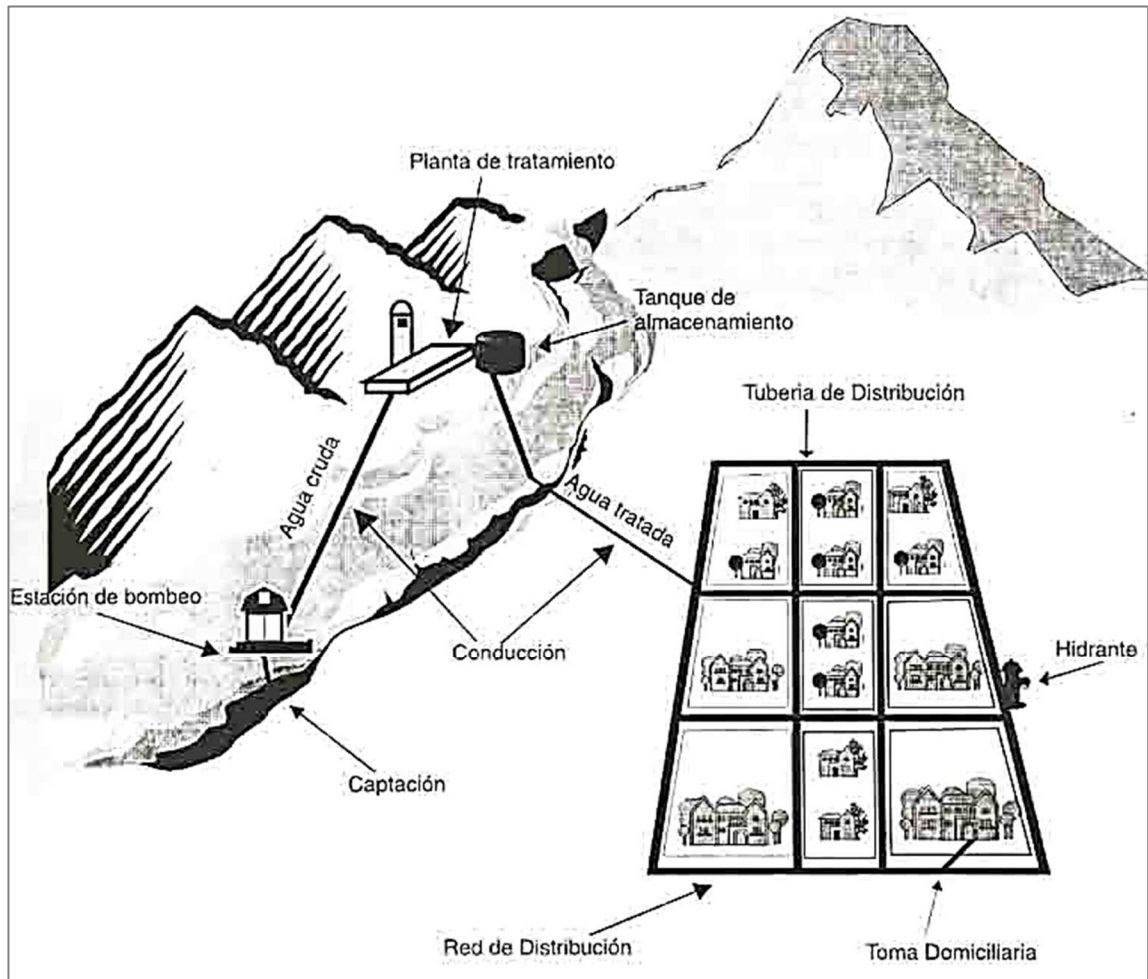 Planta de tratamiento
Tanque de
almacenamiento
Tuberia de Distribución
Agua cruda
Agua tratada
Estación de bombeo
Conducción
Hidrante
Captación
Red de Distribución
Toma Domiciliaria